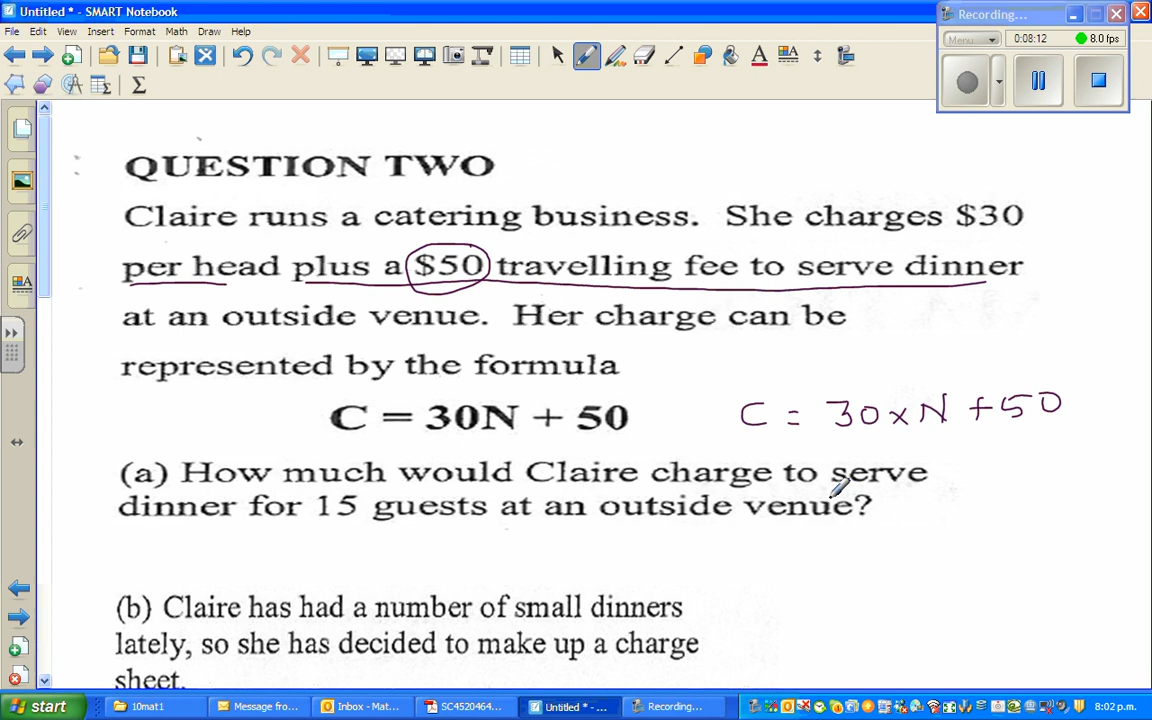 Untitled * - SMART Notebook
File Edit View Insert Format Math Draw Help
Recording...
Menu 0:08:12 8.0 fps
QUESTION TWO
Claire runs a catering business. She charges $30
per head plus a $50 travelling fee to serve dinner
at an outside venue. Her charge can be
represented by the formula
C = 30N + 50
C = 30 x N + 50
(a) How much would Claire charge to serve
dinner for 15 guests at an outside venue?
(b) Claire has had a number of small dinners
lately, so she has decided to make up a charge
sheet.
start 10mat1 Message fro... Inbox - Mat... SC4520464... Untitled * - ... Recording... 8:02 p.m.